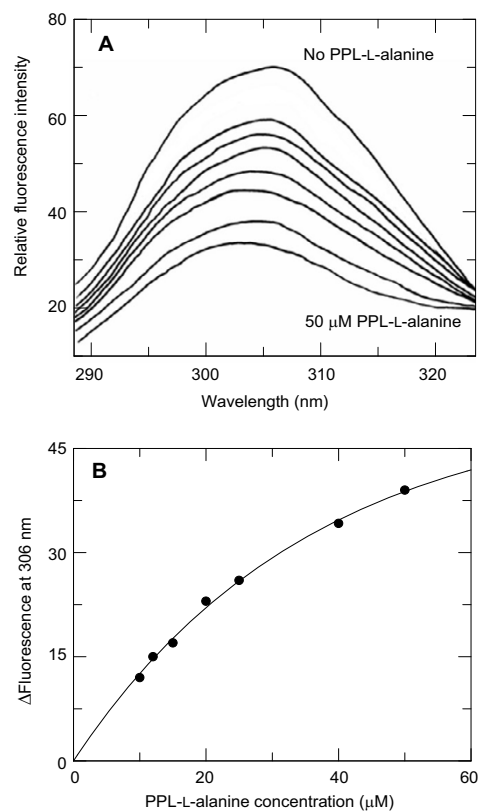 80
A
No PPL-L-alanine
60
40
20
50 µM PPL-L-alanine
Relative fluorescence intensity
290 300 310 320
Wavelength (nm)
45
B
30
15
0
ΔFluorescence at 306 nm
0 20 40 60
PPL-L-alanine concentration (µM)